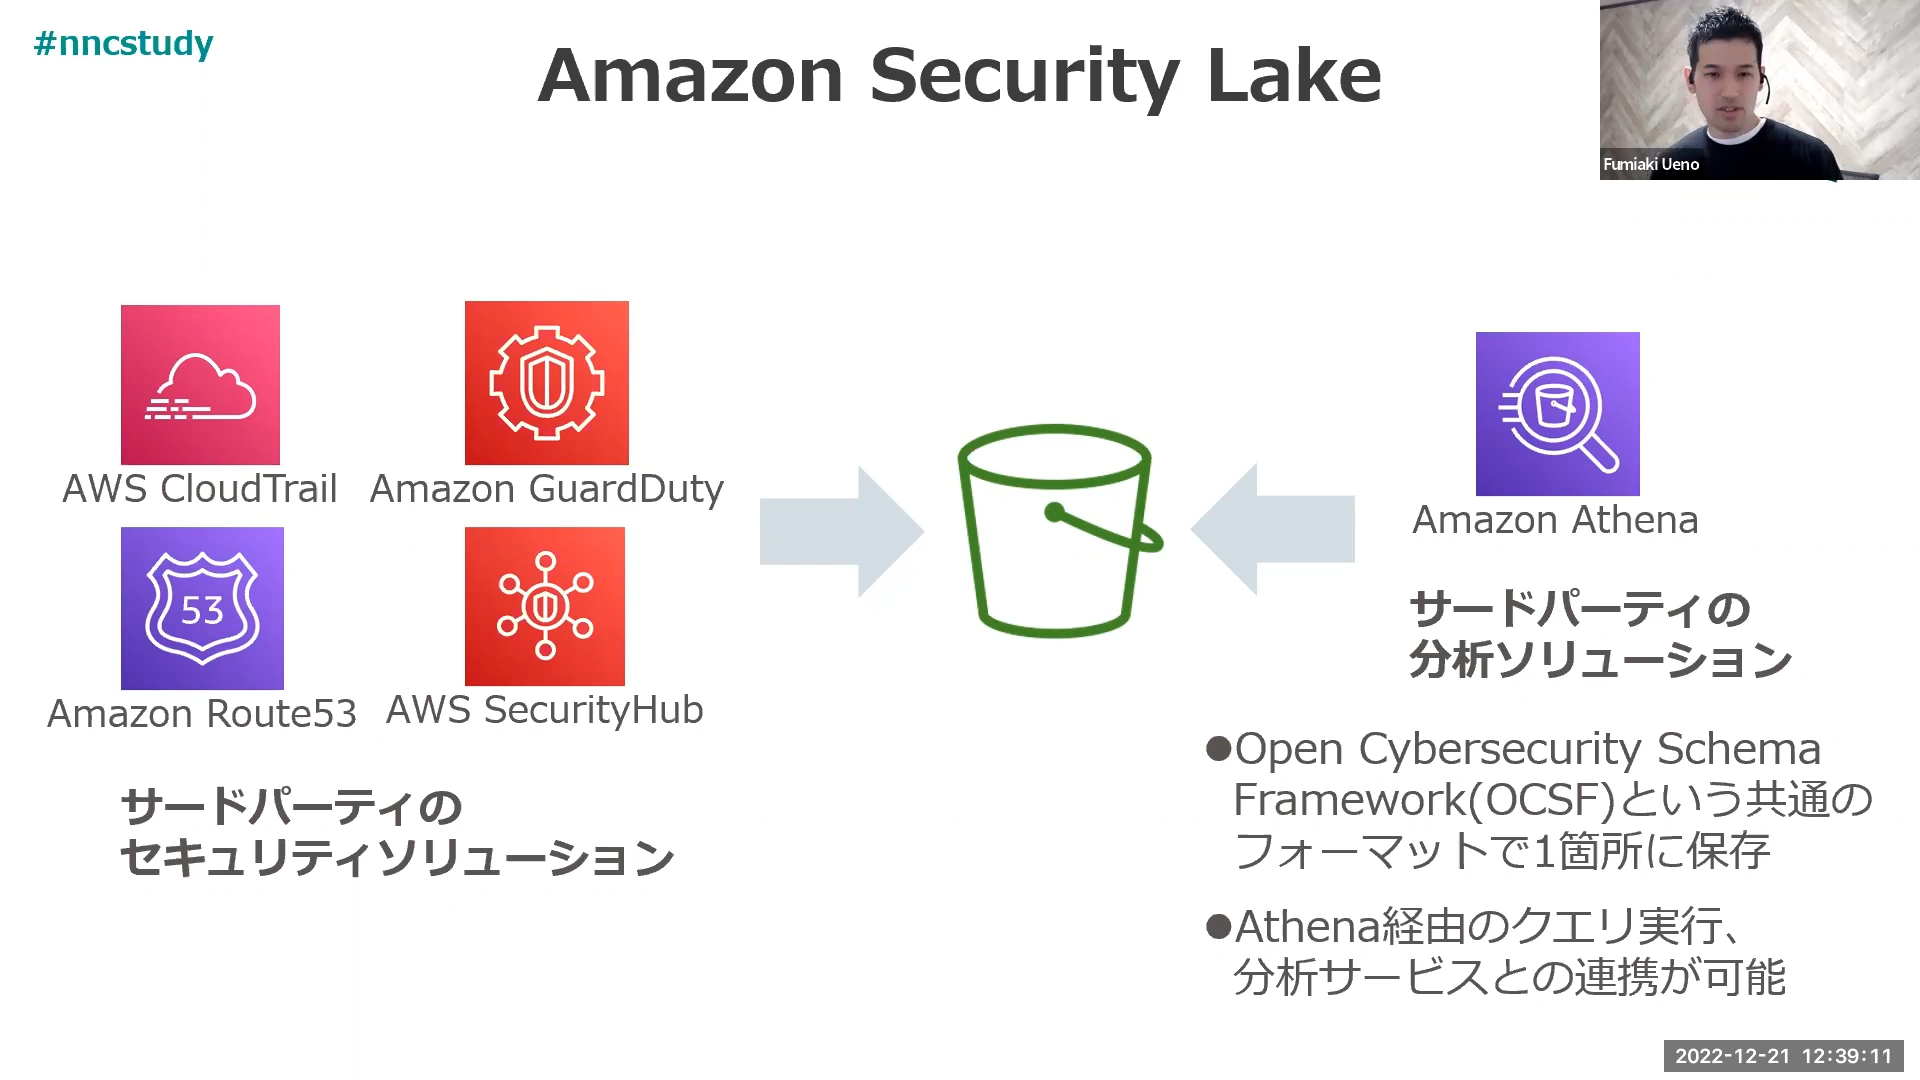 #nncstudy
Amazon Security Lake
Fumiaki Ueno
AWS CloudTrail
Amazon GuardDuty
53
Amazon Route53
AWS SecurityHub
サードパーティの
セキュリティソリューション
Amazon Athena
サードパーティの
分析ソリューション
●Open Cybersecurity Schema
Framework(OCSF)という共通の
フォーマットで1箇所に保存
●Athena経由のクエリ実行、
分析サービスとの連携が可能
2022-12-21 12:39:11